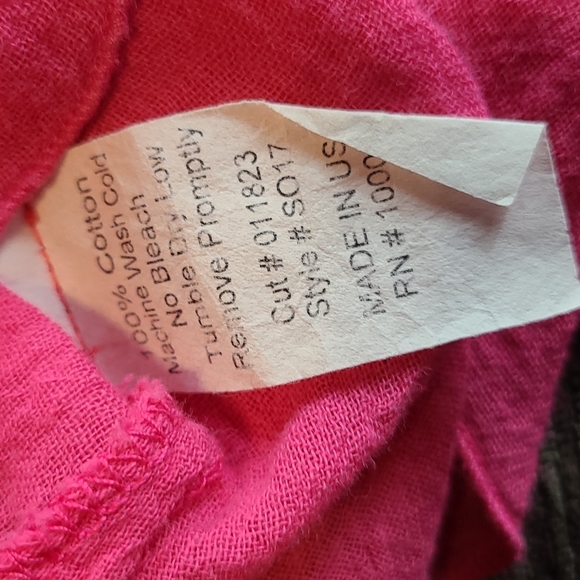 100% Cotton
Machine Wash Cold
No Bleach
Tumble Dry Low
Remove Promptly
Cut # 011823
Style # SO17
MADE IN US
RN # 1000